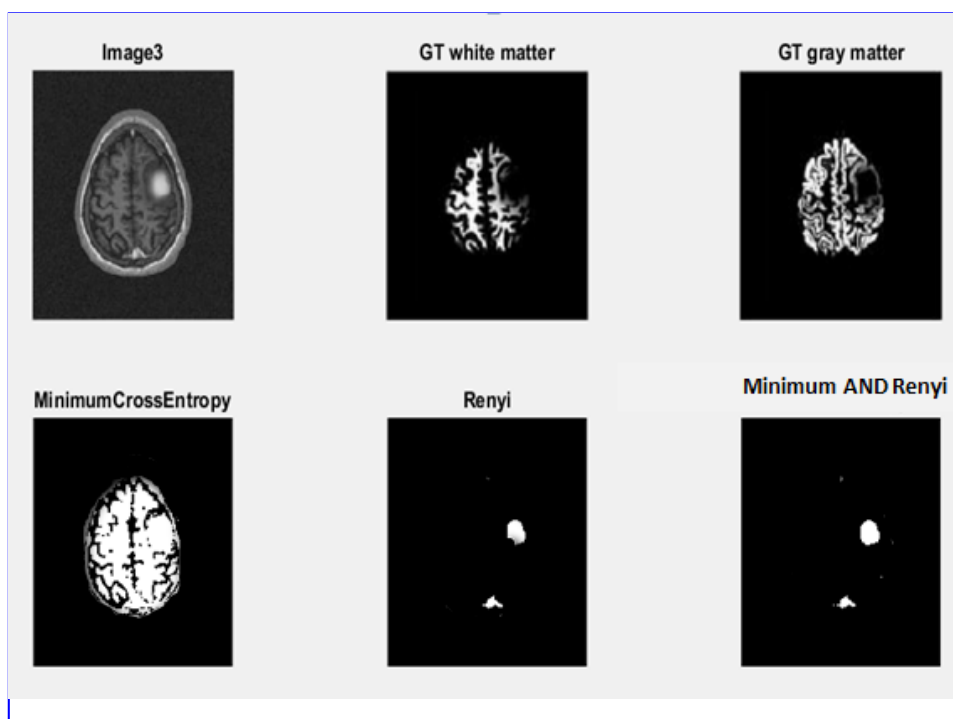 Image3
GT white matter
GT gray matter
MinimumCrossEntropy
Renyi
Minimum AND Renyi